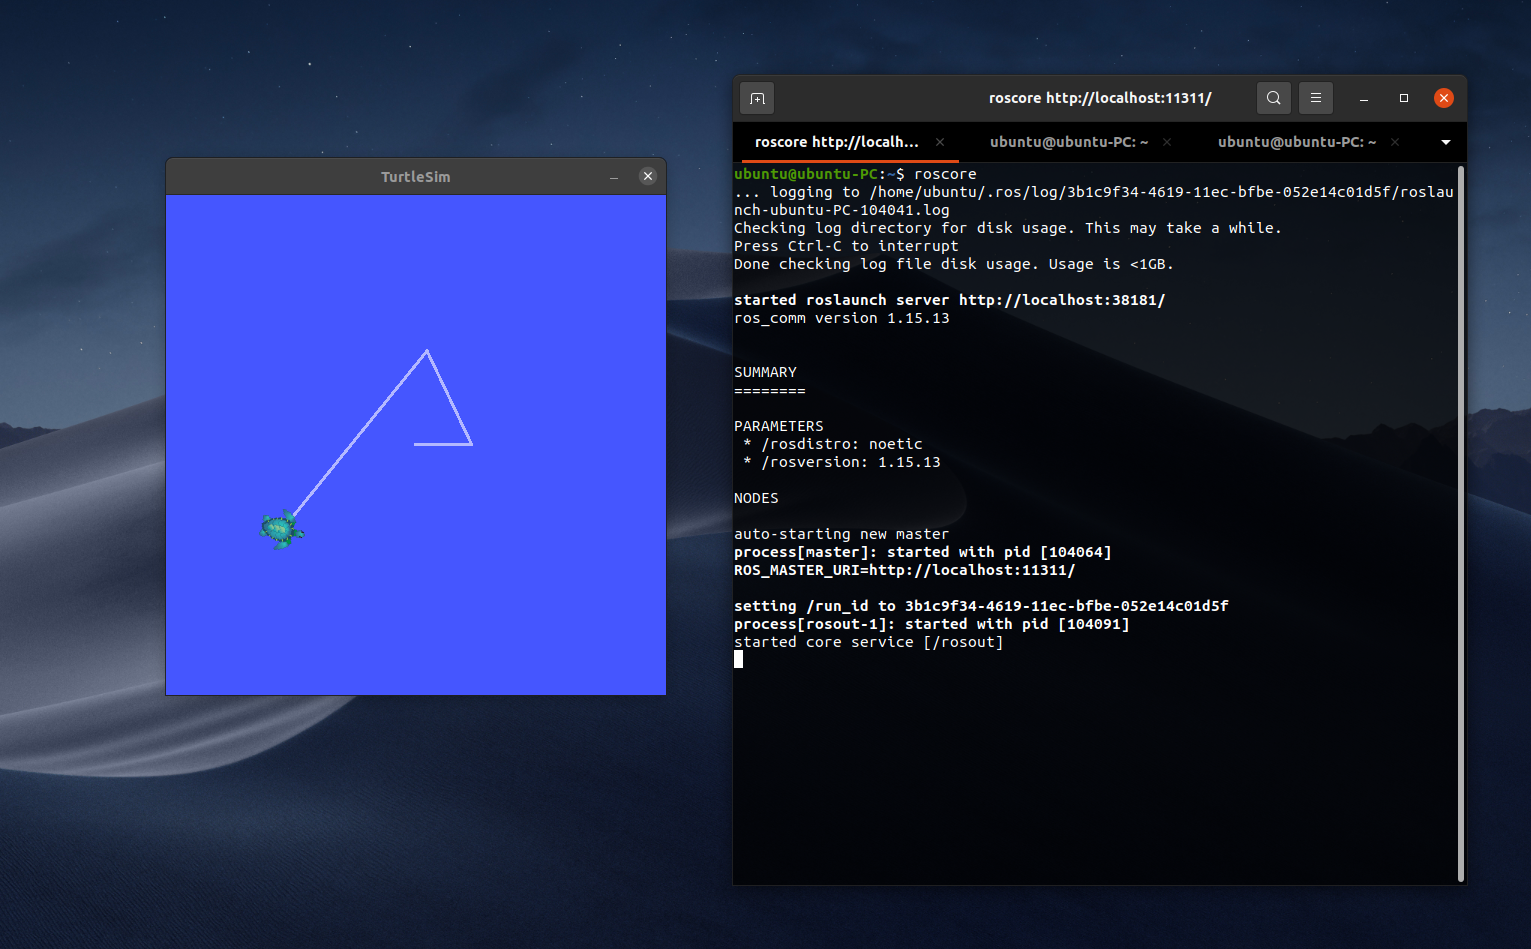 TurtleSim
roscore http://localhost:11311/
roscore http://localh... ubuntu@ubuntu-PC: ~ ubuntu@ubuntu-PC: ~
ubuntu@ubuntu-PC:~$ roscore
... logging to /home/ubuntu/.ros/log/3b1c9f34-4619-11ec-bfbe-052e14c01d5f/roslau
nch-ubuntu-PC-104041.log
Checking log directory for disk usage. This may take a while.
Press Ctrl-C to interrupt
Done checking log file disk usage. Usage is <1GB.
started roslaunch server http://localhost:38181/
ros_comm version 1.15.13
SUMMARY
========
PARAMETERS
* /rosdistro: noetic
* /rosversion: 1.15.13
NODES
auto-starting new master
process[master]: started with pid [104064]
ROS_MASTER_URI=http://localhost:11311/
setting /run_id to 3b1c9f34-4619-11ec-bfbe-052e14c01d5f
process[rosout-1]: started with pid [104091]
started core service [/rosout]